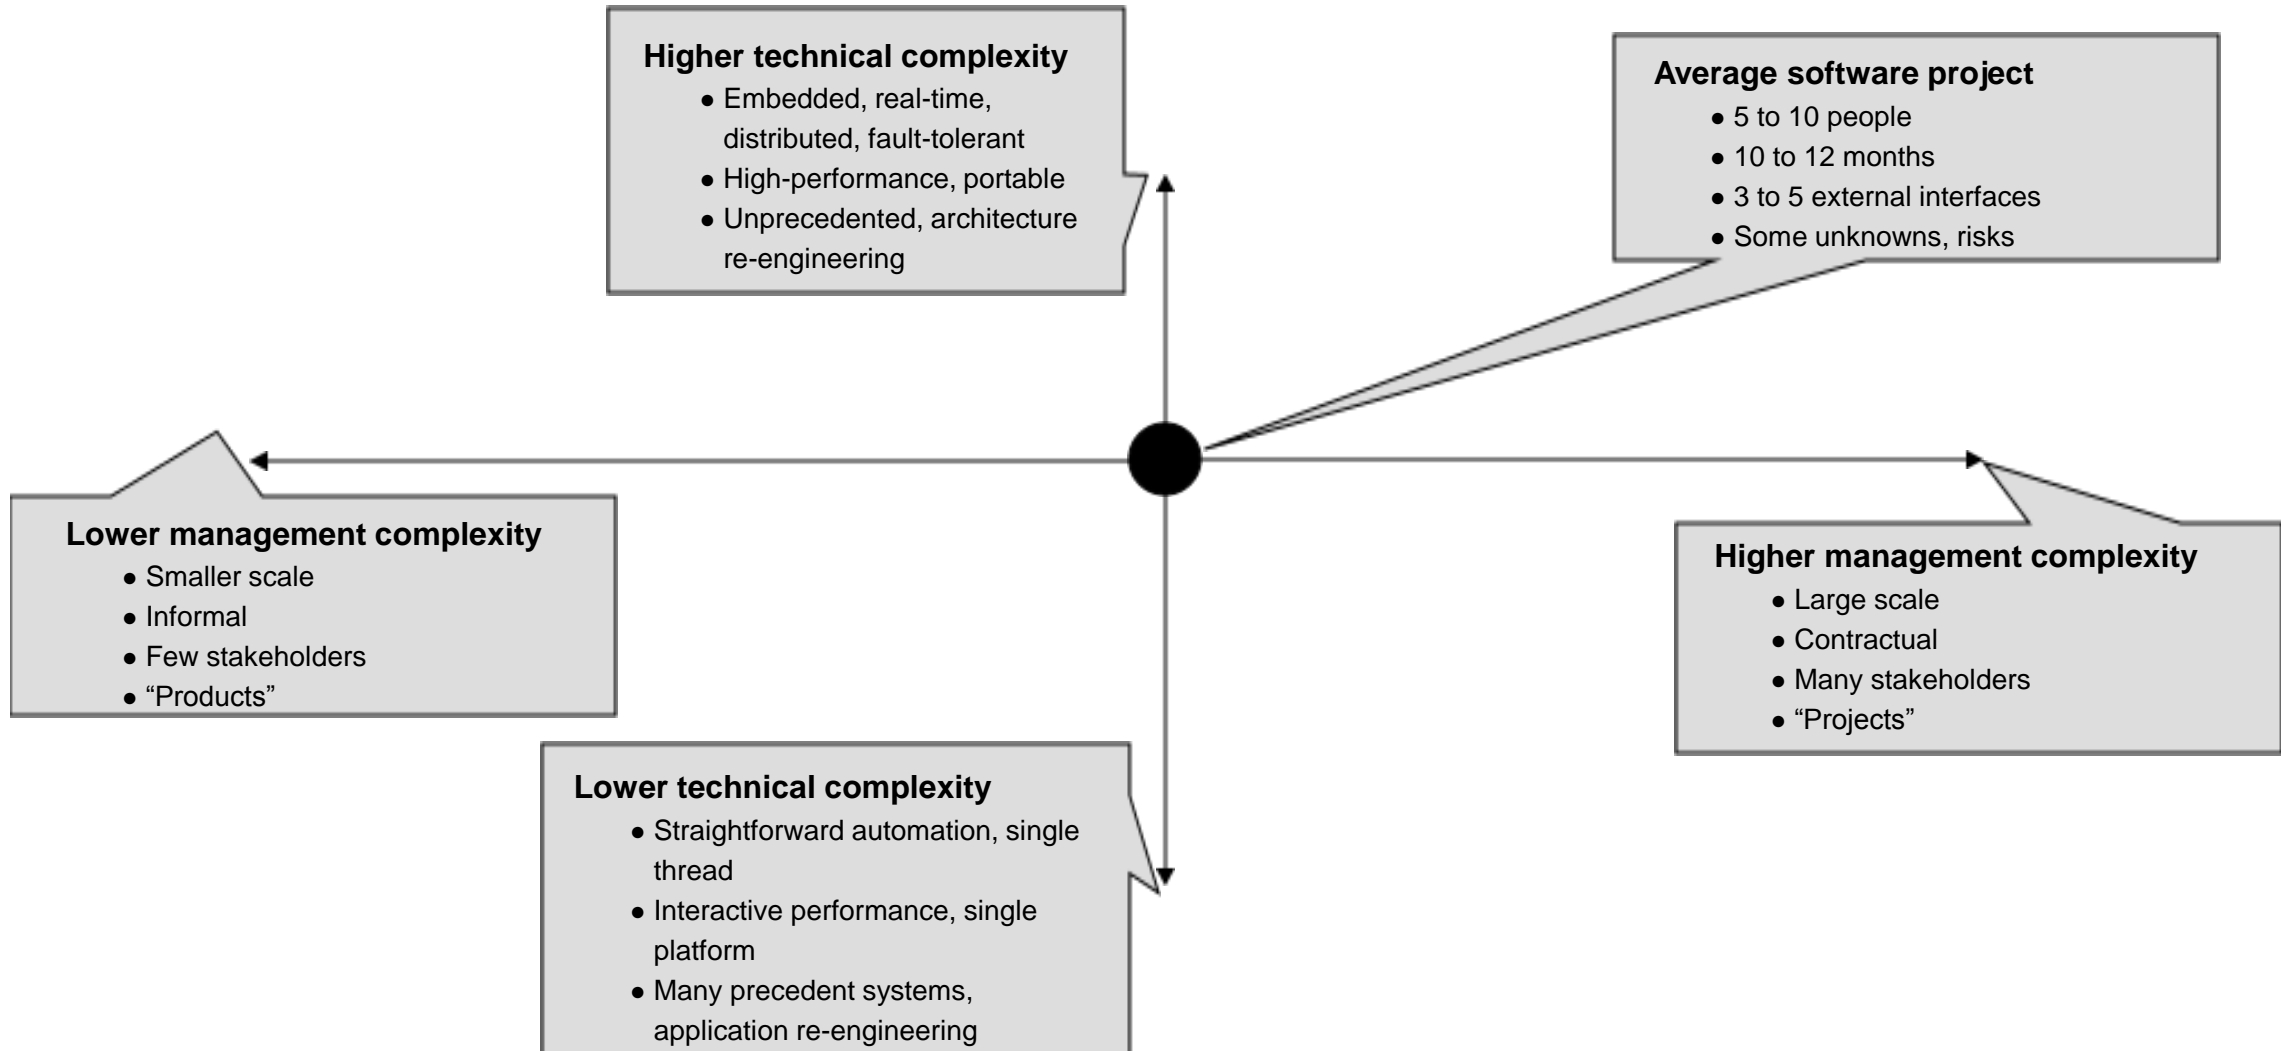 Higher technical complexity
● Embedded, real-time,
distributed, fault-tolerant
● High-performance, portable
● Unprecedented, architecture
re-engineering
Average software project
● 5 to 10 people
● 10 to 12 months
● 3 to 5 external interfaces
● Some unknowns, risks
Lower management complexity
● Smaller scale
● Informal
● Few stakeholders
● “Products”
Higher management complexity
● Large scale
● Contractual
● Many stakeholders
● “Projects”
Lower technical complexity
● Straightforward automation, single
thread
● Interactive performance, single
platform
● Many precedent systems,
application re-engineering